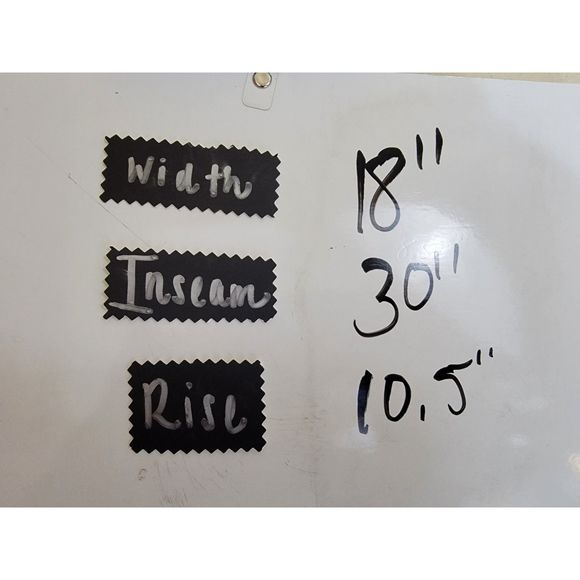 Width 18"
Inseam 30"
Rise 10.5"